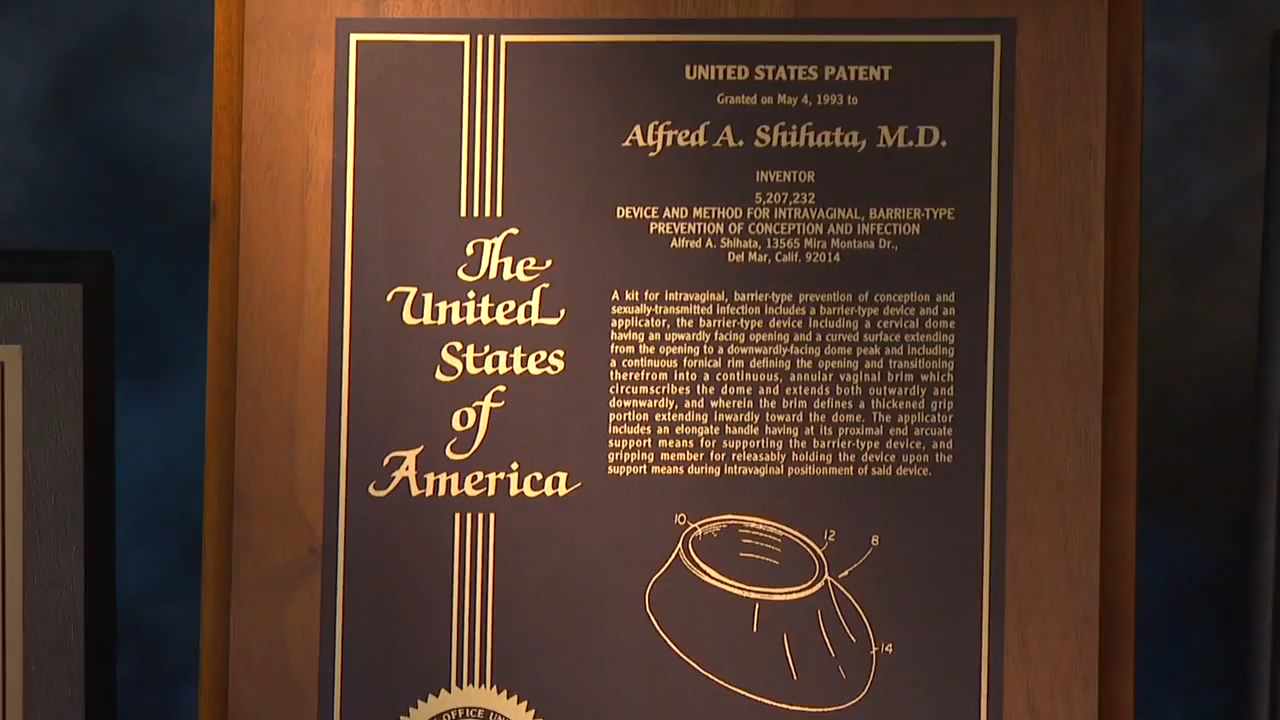 UNITED STATES PATENT
Granted on May 4, 1993 to
Alfred A. Shihata, M.D.
INVENTOR
5,207,232
DEVICE AND METHOD FOR INTRAVAGINAL, BARRIER-TYPE
PREVENTION OF CONCEPTION AND INFECTION
Alfred A. Shihata, 13565 Mira Montana Dr.,
Del Mar, Calif. 92014
The
United
States
of
America
A kit for intravaginal, barrier-type prevention of conception and
sexually-transmitted infection includes a barrier-type device and an
applicator, the barrier-type device including a cervical dome
having an upwardly facing opening and a curved surface extending
from the opening to a downwardly-facing dome peak and including
a continuous fornical rim defining the opening and transitioning
therefrom into a continuous, annular vaginal brim which
circumscribes the dome and extends both outwardly and
downwardly, and wherein the brim defines a thickened grip
portion extending inwardly toward the dome. The applicator
includes an elongate handle having at its proximal end arcuate
support means for supporting the barrier-type device, and
gripping member for releasably holding the device upon the
support means during intravaginal positionment of said device.
10
12
8
14
OFFICE